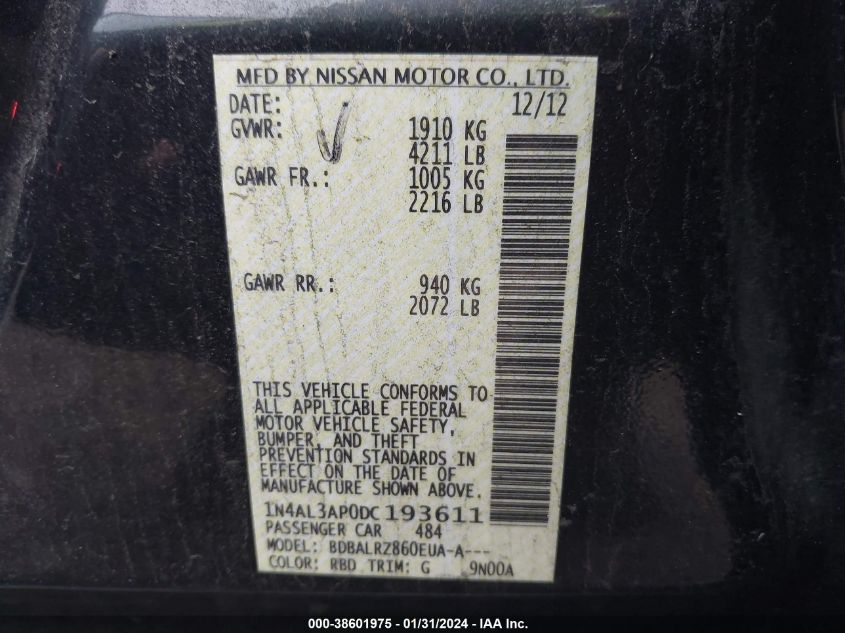 MFD BY NISSAN MOTOR CO., LTD.
DATE: 12/12
GVWR: 1910 KG
4211 LB
GAWR FR.: 1005 KG
2216 LB
GAWR RR.: 940 KG
2072 LB
THIS VEHICLE CONFORMS TO
ALL APPLICABLE FEDERAL
MOTOR VEHICLE SAFETY,
BUMPER, AND THEFT
PREVENTION STANDARDS IN
EFFECT ON THE DATE OF
MANUFACTURE SHOWN ABOVE.
1N4AL3AP0DC193611
PASSENGER CAR 484
MODEL: BDBALRZ860EUA-A---
COLOR: RBD TRIM: G 9N00A
000-38601975 - 01/31/2024 - IAA Inc.